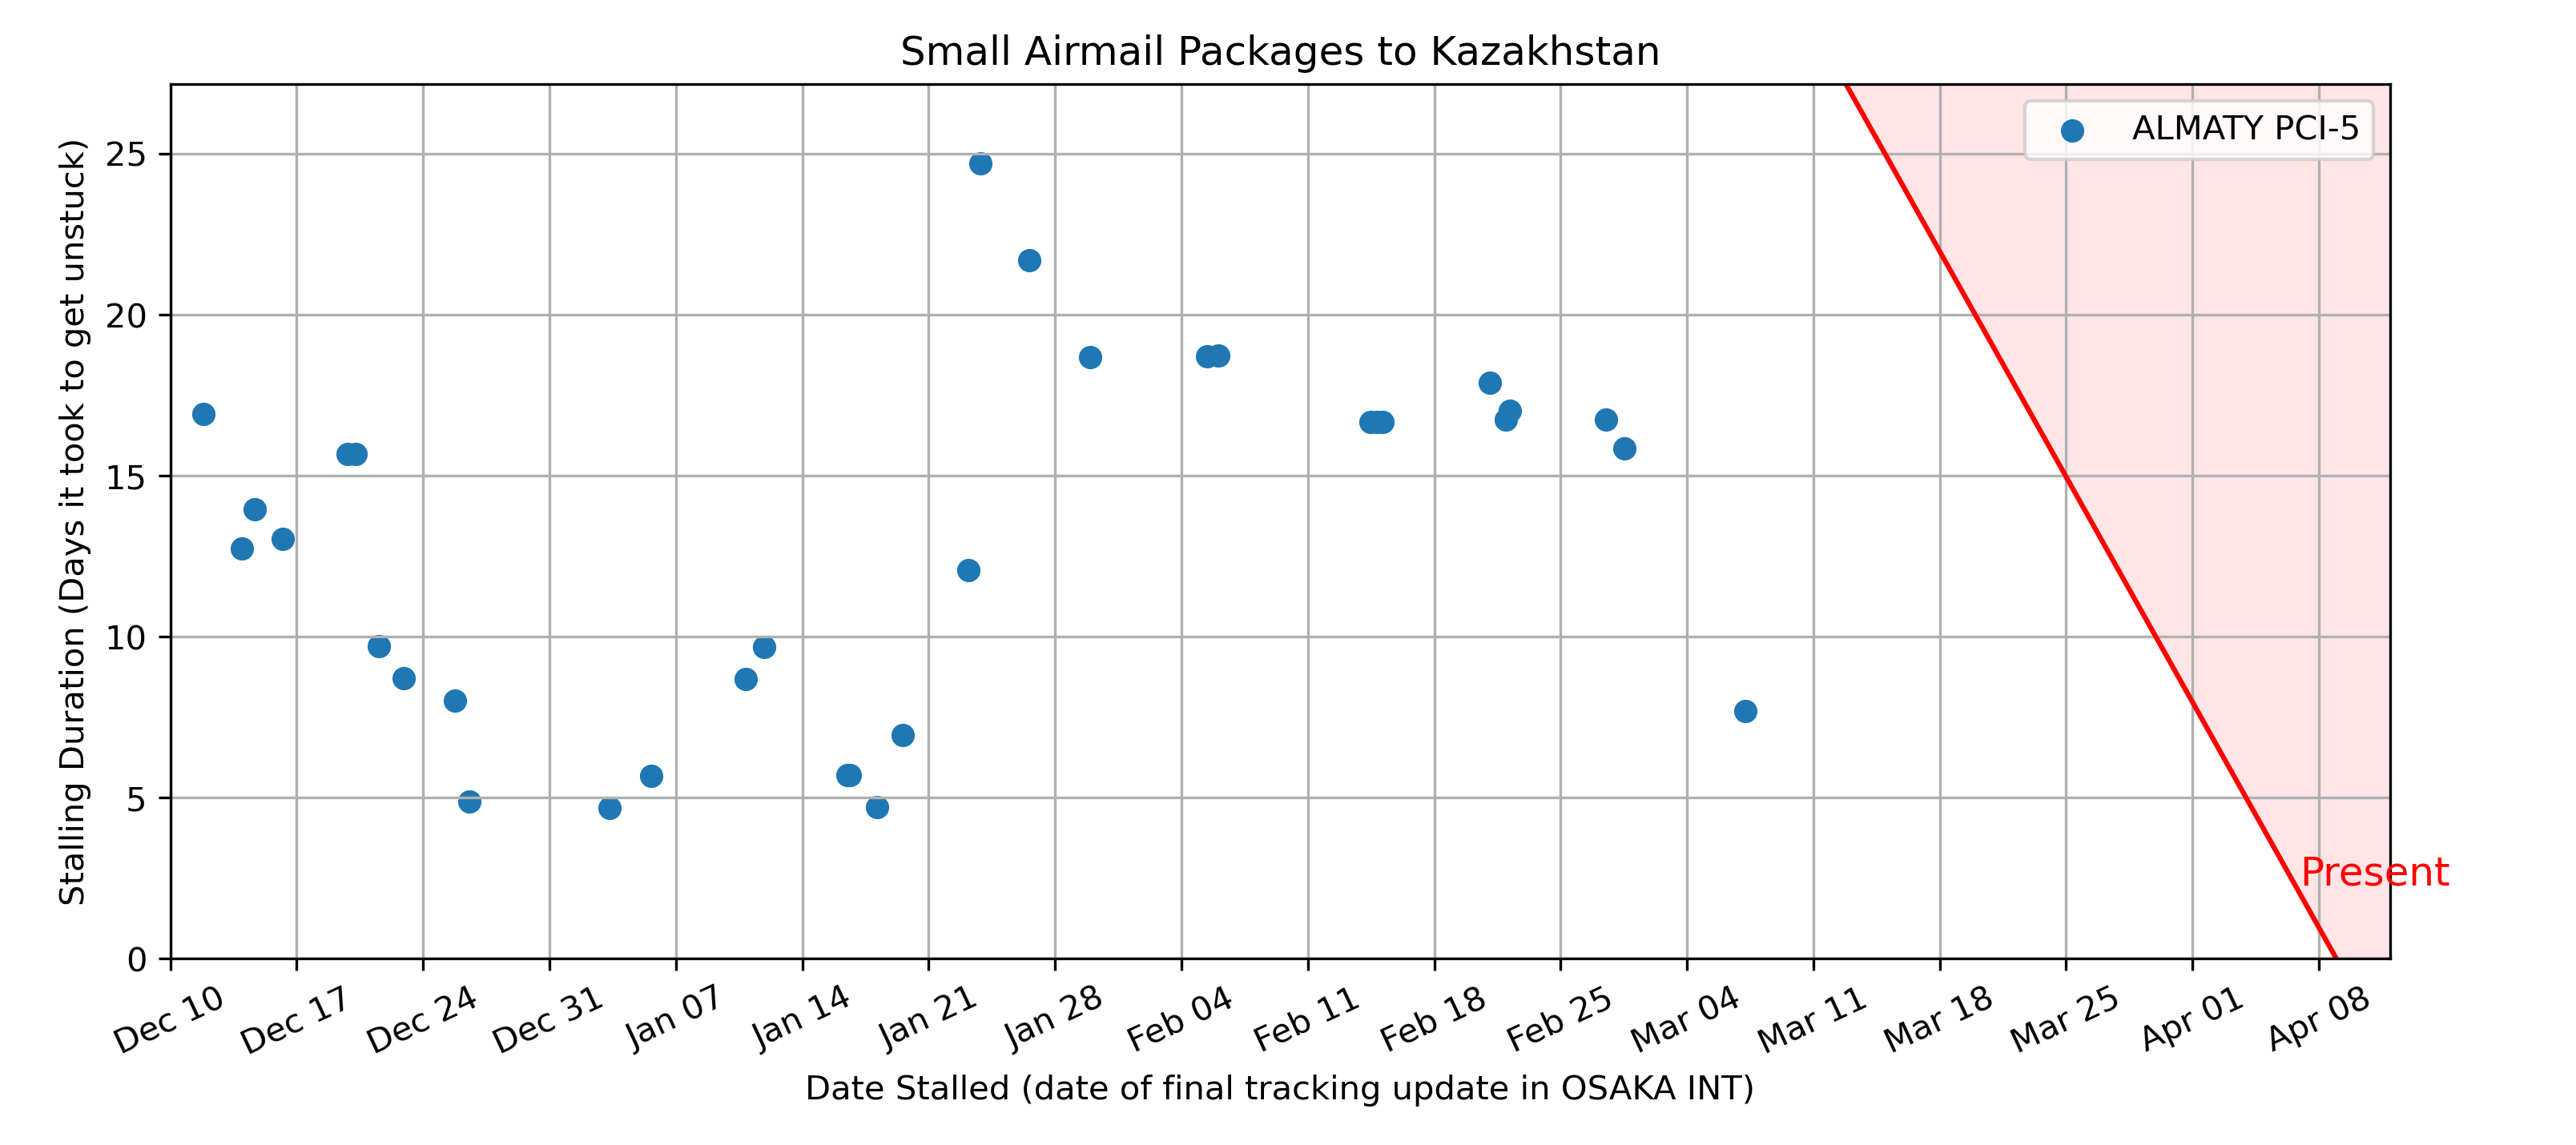 Small Airmail Packages to Kazakhstan
ALMATY PCI-5
Stalling Duration (Days it took to get unstuck)
25
20
15
10
5
0
Present
Dec 10
Dec 17
Dec 24
Dec 31
Jan 07
Jan 14
Jan 21
Jan 28
Feb 04
Feb 11
Feb 18
Feb 25
Mar 04
Mar 11
Mar 18
Mar 25
Apr 01
Apr 08
Date Stalled (date of final tracking update in OSAKA INT)